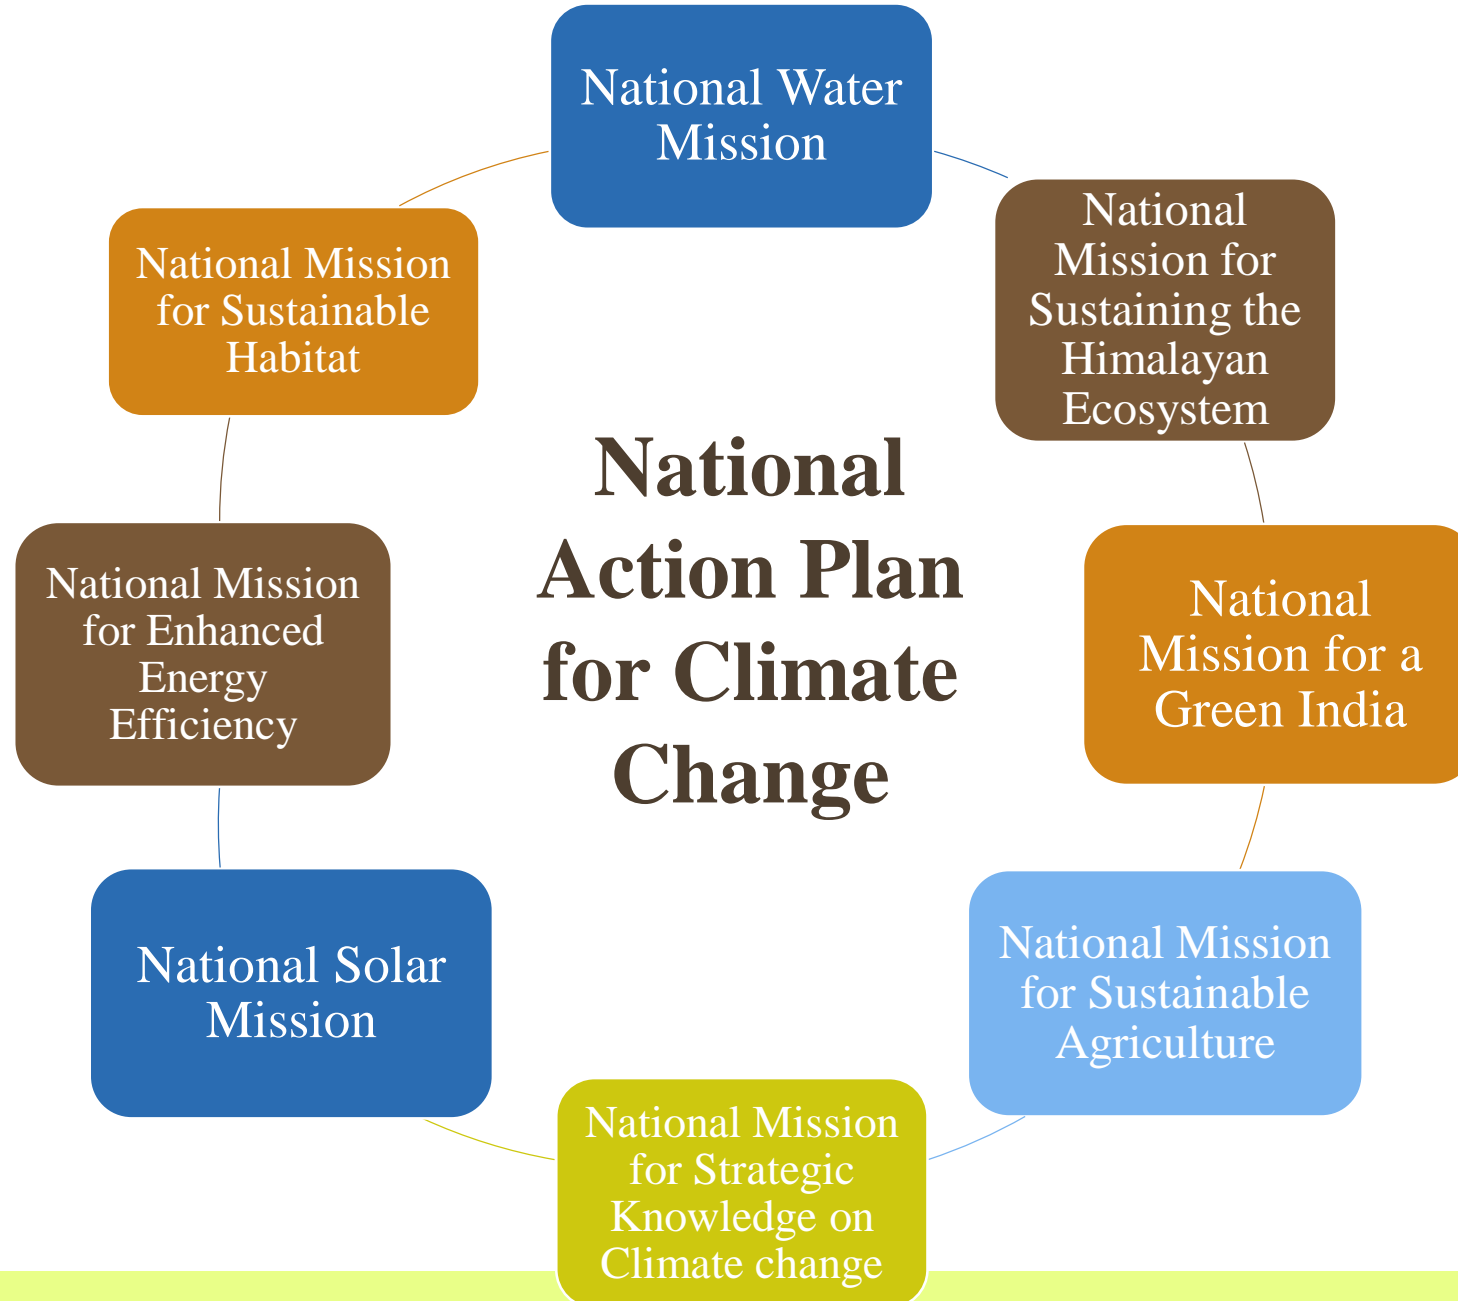 National Water
Mission
National
Mission for
Sustaining the
Himalayan
Ecosystem
National
Mission for a
Green India
National Mission
for Sustainable
Agriculture
National Mission
for Strategic
Knowledge on
Climate change
National Solar
Mission
National Mission
for Enhanced
Energy
Efficiency
National Mission
for Sustainable
Habitat
National
Action Plan
for Climate
Change